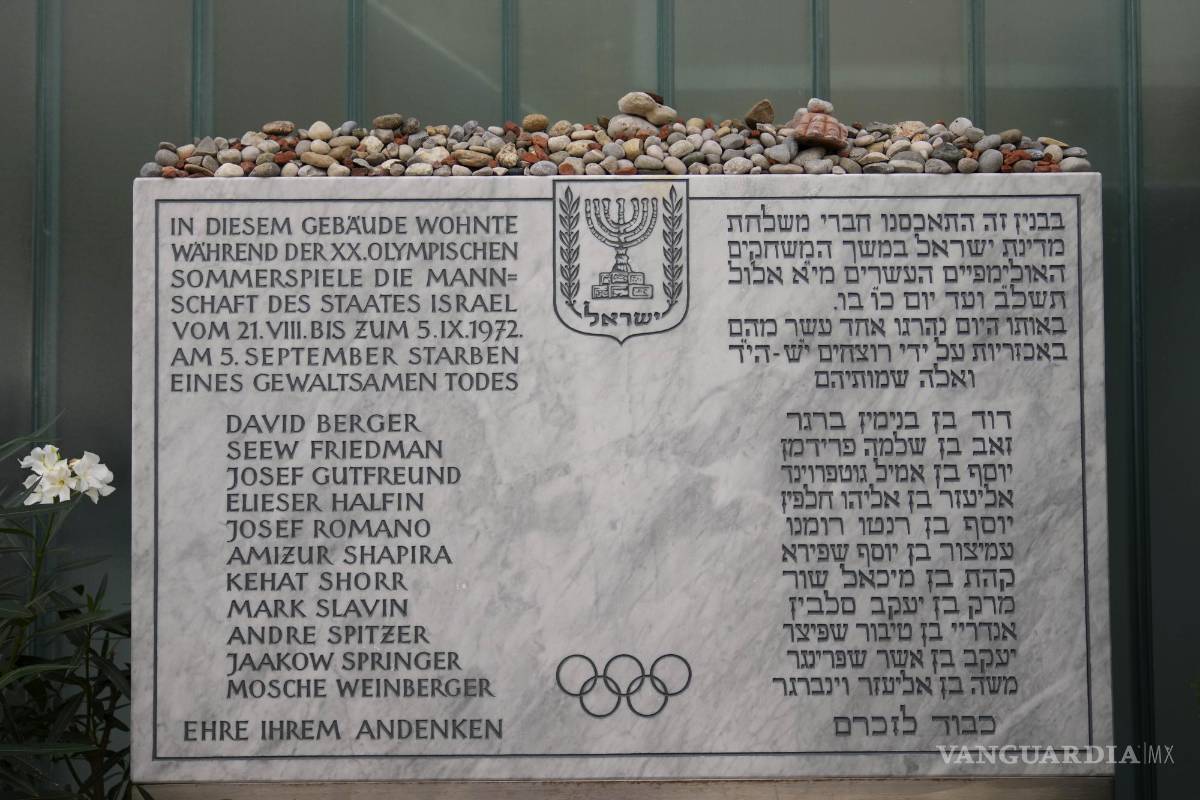 IN DIESEM GEBÄUDE WOHNTE
WÄHREND DER XX. OLYMPISCHEN
SOMMERSPIELE DIE MANN=
SCHAFT DES STAATES ISRAEL
VOM 21.VIII. BIS ZUM 5.IX.1972.
AM 5. SEPTEMBER STARBEN
EINES GEWALTSAMEN TODES
DAVID BERGER
SEEW FRIEDMAN
JOSEF GUTFREUND
ELIESER HALFIN
JOSEF ROMANO
AMIZUR SHAPIRA
KEHAT SHORR
MARK SLAVIN
ANDRE SPITZER
JAAKOW SPRINGER
MOSCHE WEINBERGER
EHRE IHREM ANDENKEN
ישראל
בבנין זה התאכסנו חברי משלחת
מדינת ישראל במשך המשחקים
האולימפיים העשרים מי"א אלול
תשל"ב ועד יום כ"ו בו.
באותו היום נהרגו אחד עשר מהם
באכזריות על ידי רוצחים י"ש-הי"ד
ואלה שמותיהם
דוד בן בנימין ברגר
זאב בן שלמה פרידמן
יוסף בן אמיל גוטפרוינד
אליעזר בן אליהו חלפין
יוסף בן רנטו רומנו
עמיצור בן יוסף שפירא
קהת בן מיכאל שור
מרק בן יעקב סלבין
אנדריי בן טיבור שפיצר
יעקב בן אשר שפרינגר
משה בן אליעזר וינברגר
כבוד לזכרם
VANGUARDIA|MX